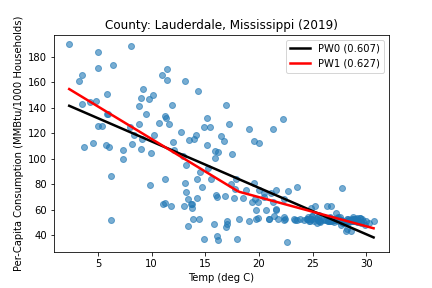 County: Lauderdale, Mississippi (2019)
Per-Capita Consumption (MMBtu/1000 Households)
180
160
140
120
100
80
60
40
PW0 (0.607)
PW1 (0.627)
5 10 15 20 25 30
Temp (deg C)